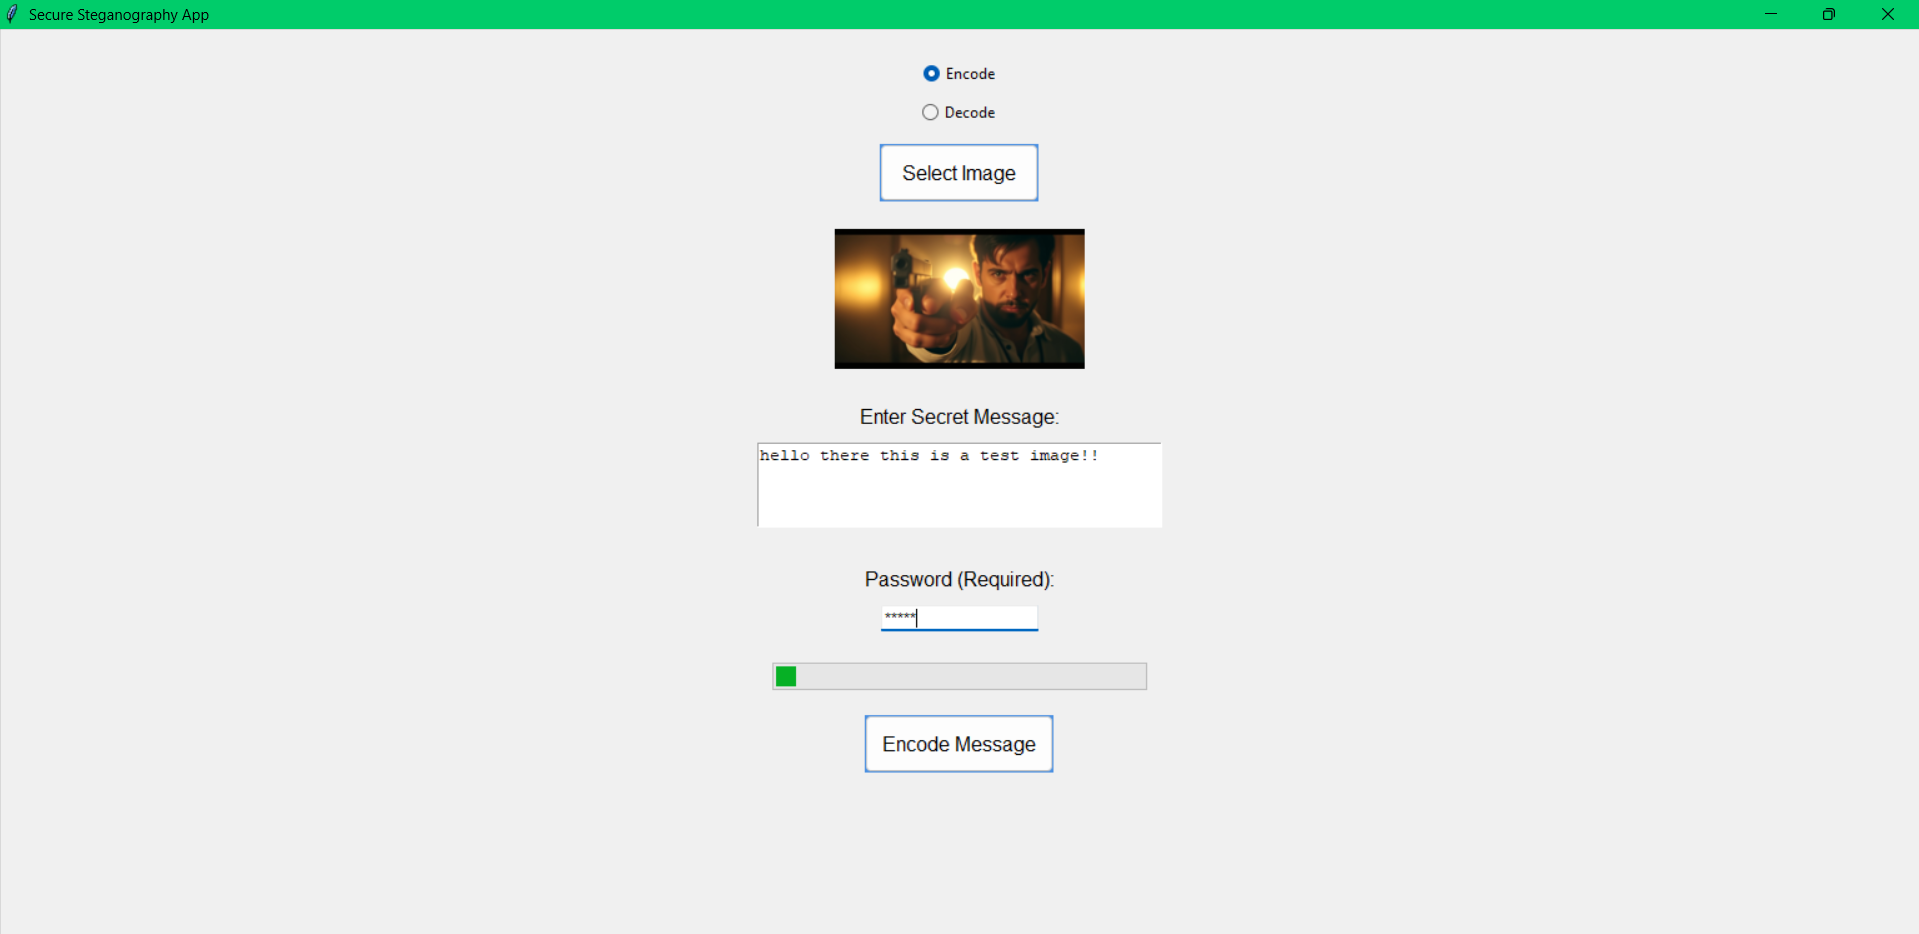 Secure Steganography App
Encode
Decode
Select Image
Enter Secret Message:
hello there this is a test image!!
Password (Required):
*****
Encode Message